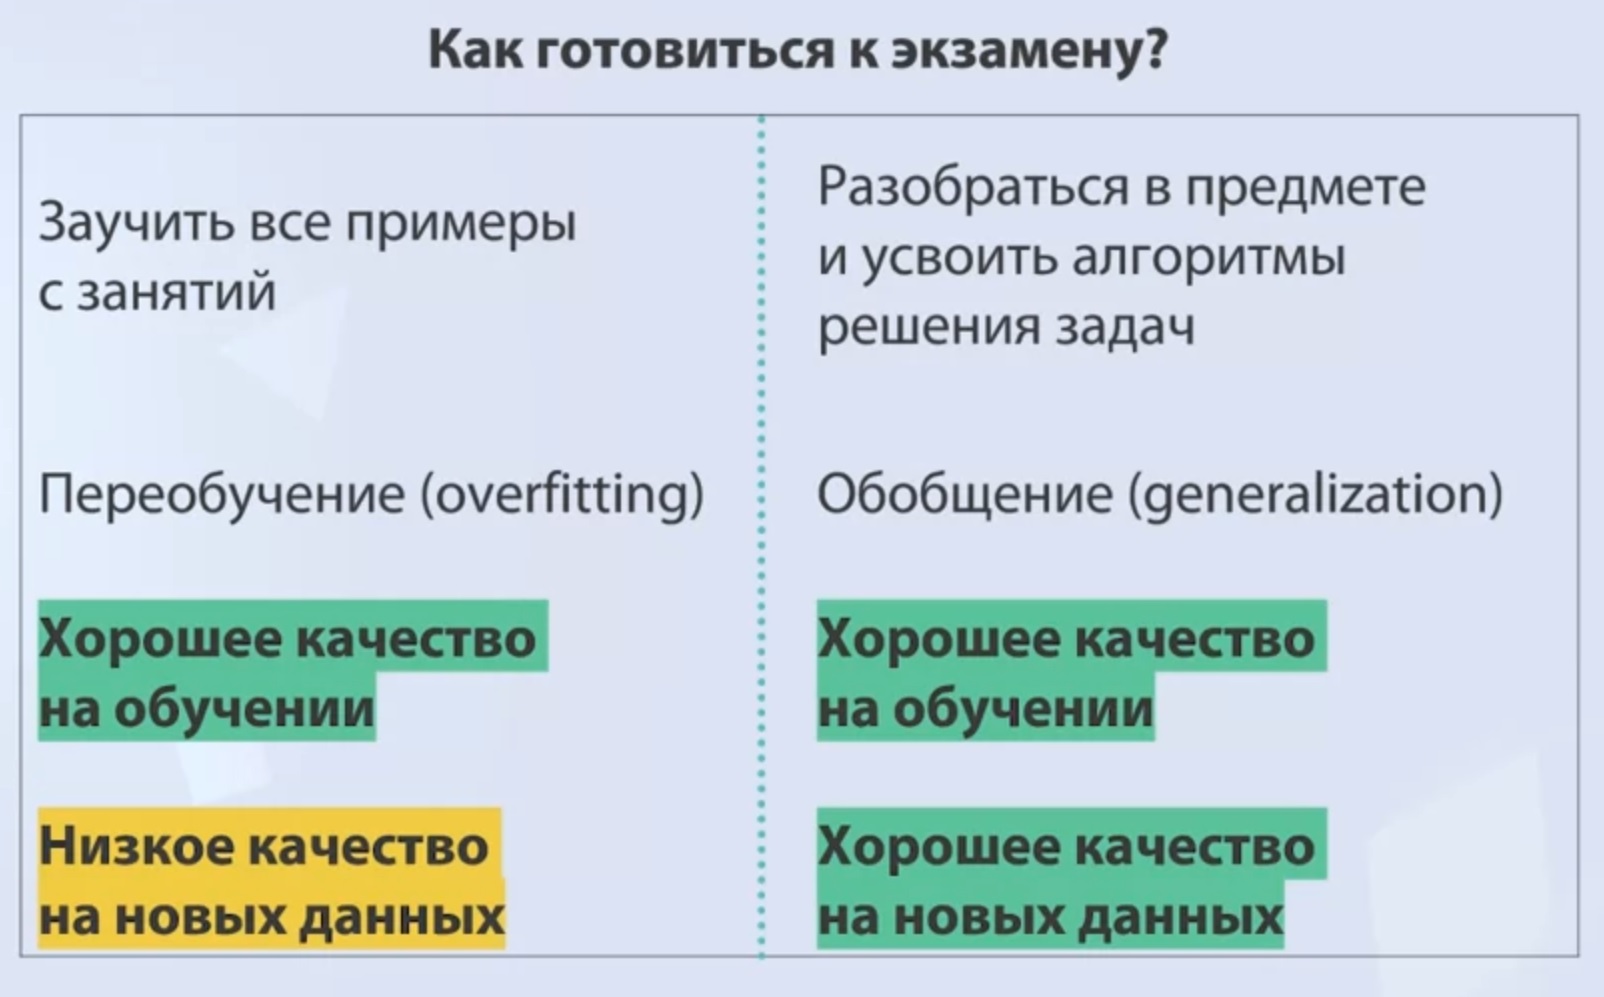 Как готовиться к экзамену?
Заучить все примеры
с занятий
Переобучение (overfitting)
Хорошее качество
на обучении
Низкое качество
на новых данных
Разобраться в предмете
и усвоить алгоритмы
решения задач
Обобщение (generalization)
Хорошее качество
на обучении
Хорошее качество
на новых данных